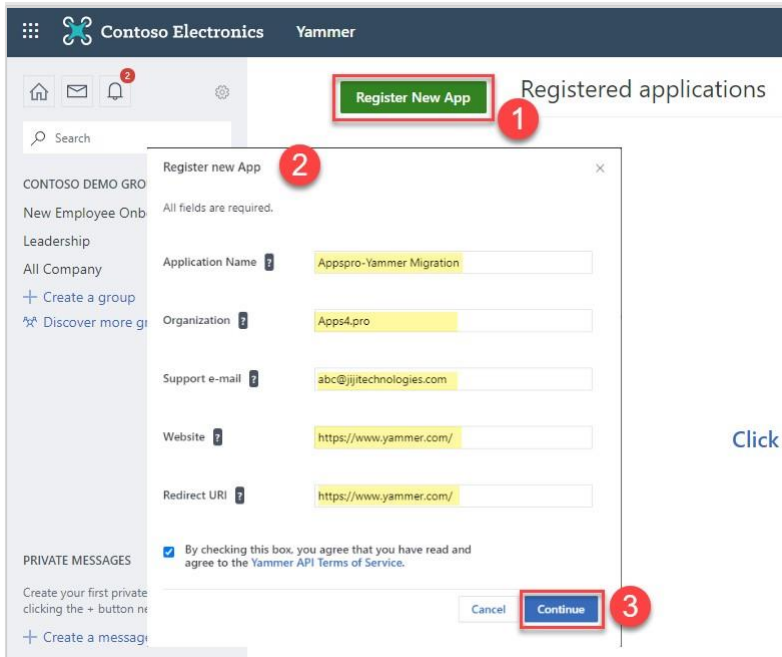 Contoso Electronics Yammer
2
Register New App
1
Registered applications
Search
CONTOSO DEMO GRO
New Employee Onb
Leadership
All Company
+ Create a group
Discover more gr
Register new App
2
×
All fields are required.
Application Name ? Appspro-Yammer Migration
Organization ? Apps4.pro
Support e-mail ? abc@jijitechnologies.com
Website ? https://www.yammer.com/
Redirect URI ? https://www.yammer.com/
By checking this box, you agree that you have read and
agree to the Yammer API Terms of Service.
Cancel Continue
3
Click
PRIVATE MESSAGES
Create your first private
clicking the + button ne
+ Create a message